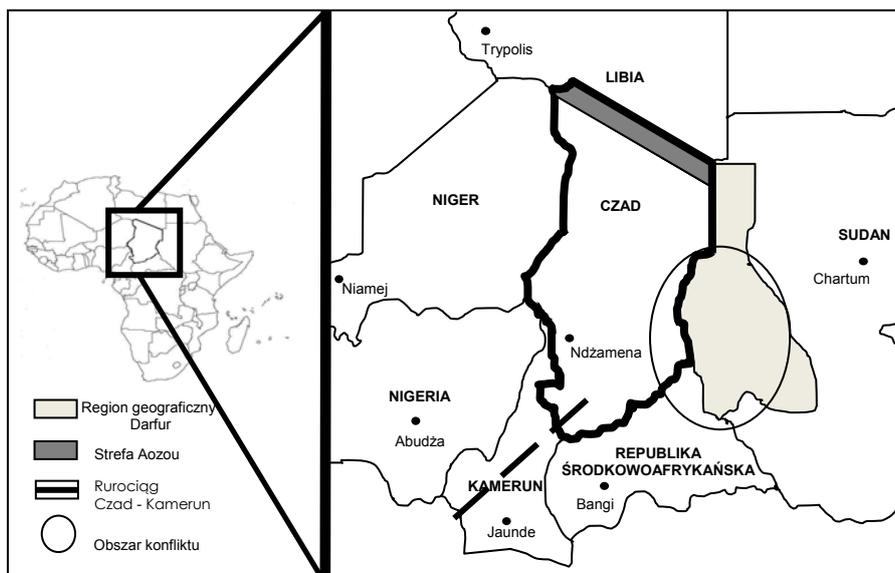 Trypolis
LIBIA
NIGER
CZAD
SUDAN
Chartum
Niamej
Ndżamena
NIGERIA
Abudża
REPUBLIKA
ŚRODKOWOAFRYKAŃSKA
KAMERUN
Bangi
Jaunde
Region geograficzny
Darfur
Strefa Aozou
Rurociąg
Czad - Kamerun
Obszar konfliktu